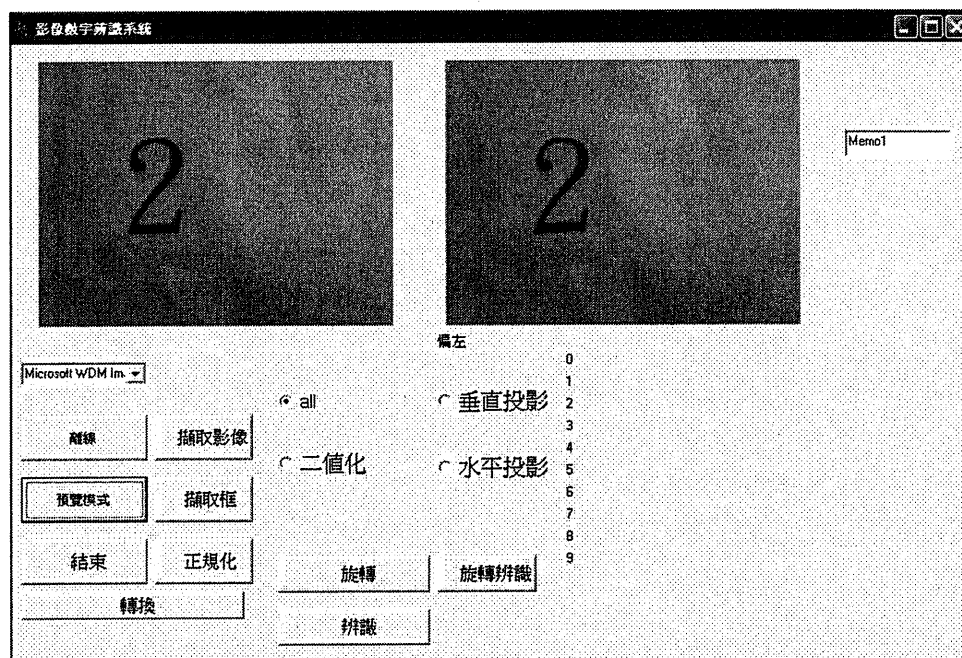 影像數字辨識系統
2
2
Memo1
偏左
Microsoft WDM Im
all
垂直投影
二值化
水平投影
0
1
2
3
4
5
6
7
8
9
離線
擷取影像
預覽模式
擷取框
結束
正規化
轉換
旋轉
旋轉辨識
辨識